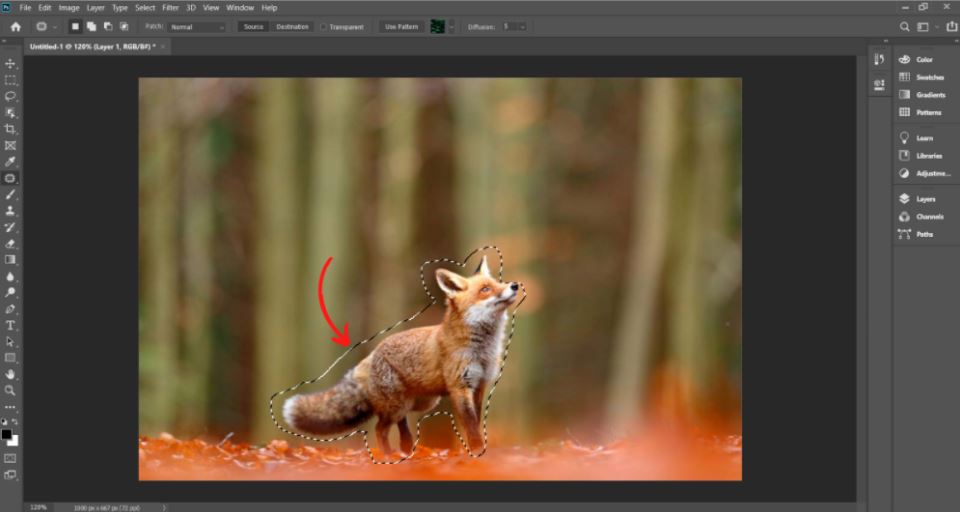 Ps File Edit Image Layer Type Select Filter 3D View Window Help
Patch: Normal Source Destination Transparent Use Pattern Diffusion: 5
Untitled-1 @ 120% (Layer 1, RGB/8#) *
Color
Swatches
Gradients
Patterns
Learn
Libraries
Adjustme...
Layers
Channels
Paths
120% 1000 px x 667 px (72 ppi)